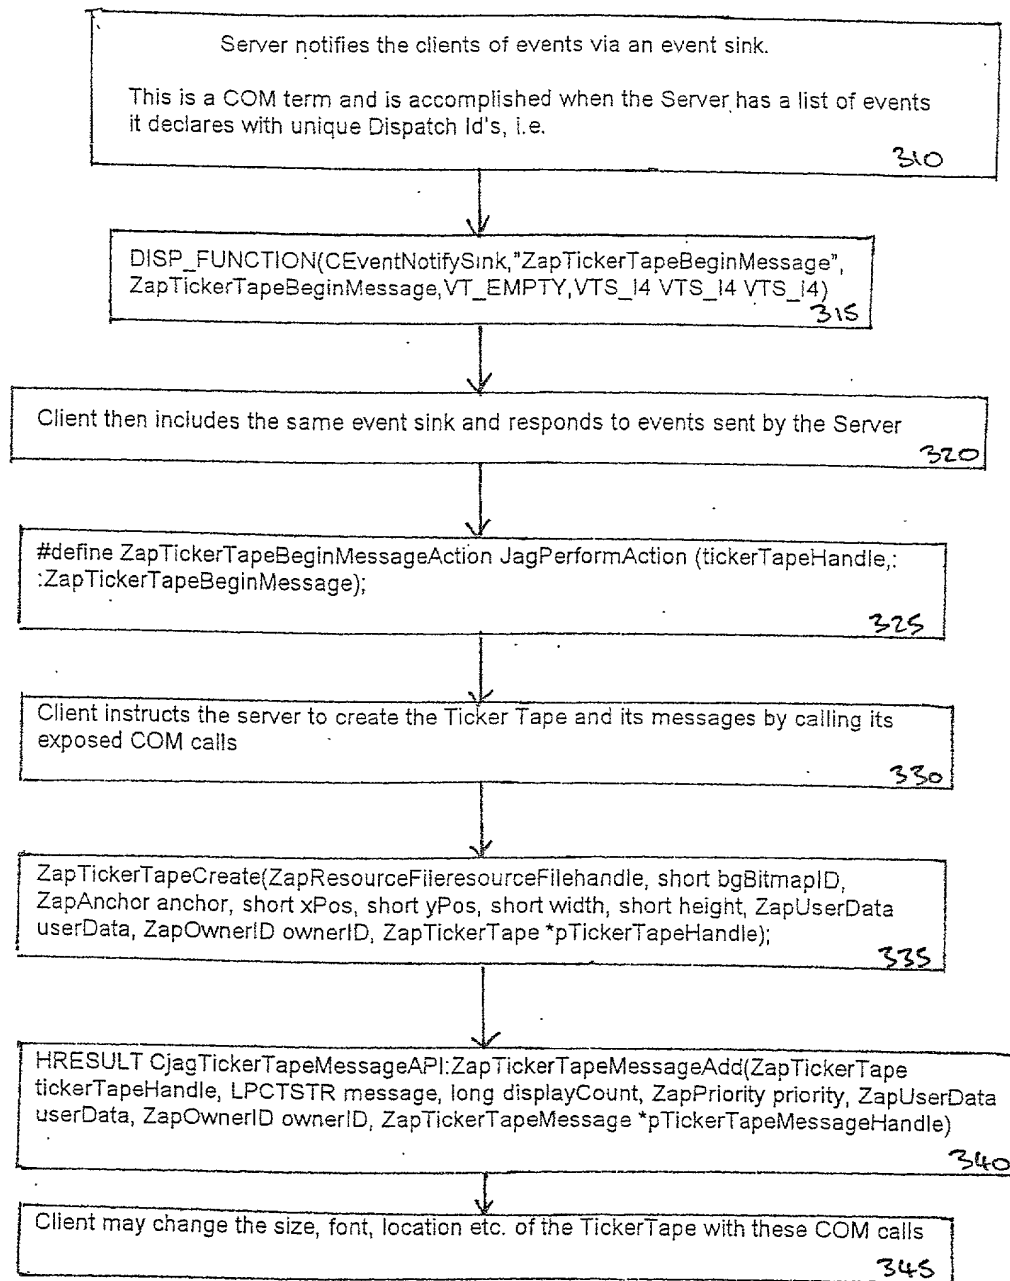 Server notifies the clients of events via an event sink.
This is a COM term and is accomplished when the Server has a list of events
it declares with unique Dispatch Id's, i.e.
310
DISP_FUNCTION(CEventNotifySink,"ZapTickerTapeBeginMessage",
ZapTickerTapeBeginMessage,VT_EMPTY,VTS_I4 VTS_I4 VTS_I4)
315
Client then includes the same event sink and responds to events sent by the Server
320
#define ZapTickerTapeBeginMessageAction JagPerformAction (tickerTapeHandle,:
:ZapTickerTapeBeginMessage);
325
Client instructs the server to create the Ticker Tape and its messages by calling its
exposed COM calls
330
ZapTickerTapeCreate(ZapResourceFileresourceFilehandle, short bgBitmapID,
ZapAnchor anchor, short xPos, short yPos, short width, short height, ZapUserData
userData, ZapOwnerID ownerID, ZapTickerTape *pTickerTapeHandle);
335
HRESULT CjagTickerTapeMessageAPI:ZapTickerTapeMessageAdd(ZapTickerTape
tickerTapeHandle, LPCTSTR message, long displayCount, ZapPriority priority, ZapUserData
userData, ZapOwnerID ownerID, ZapTickerTapeMessage *pTickerTapeMessageHandle)
340
Client may change the size, font, location etc. of the TickerTape with these COM calls
345